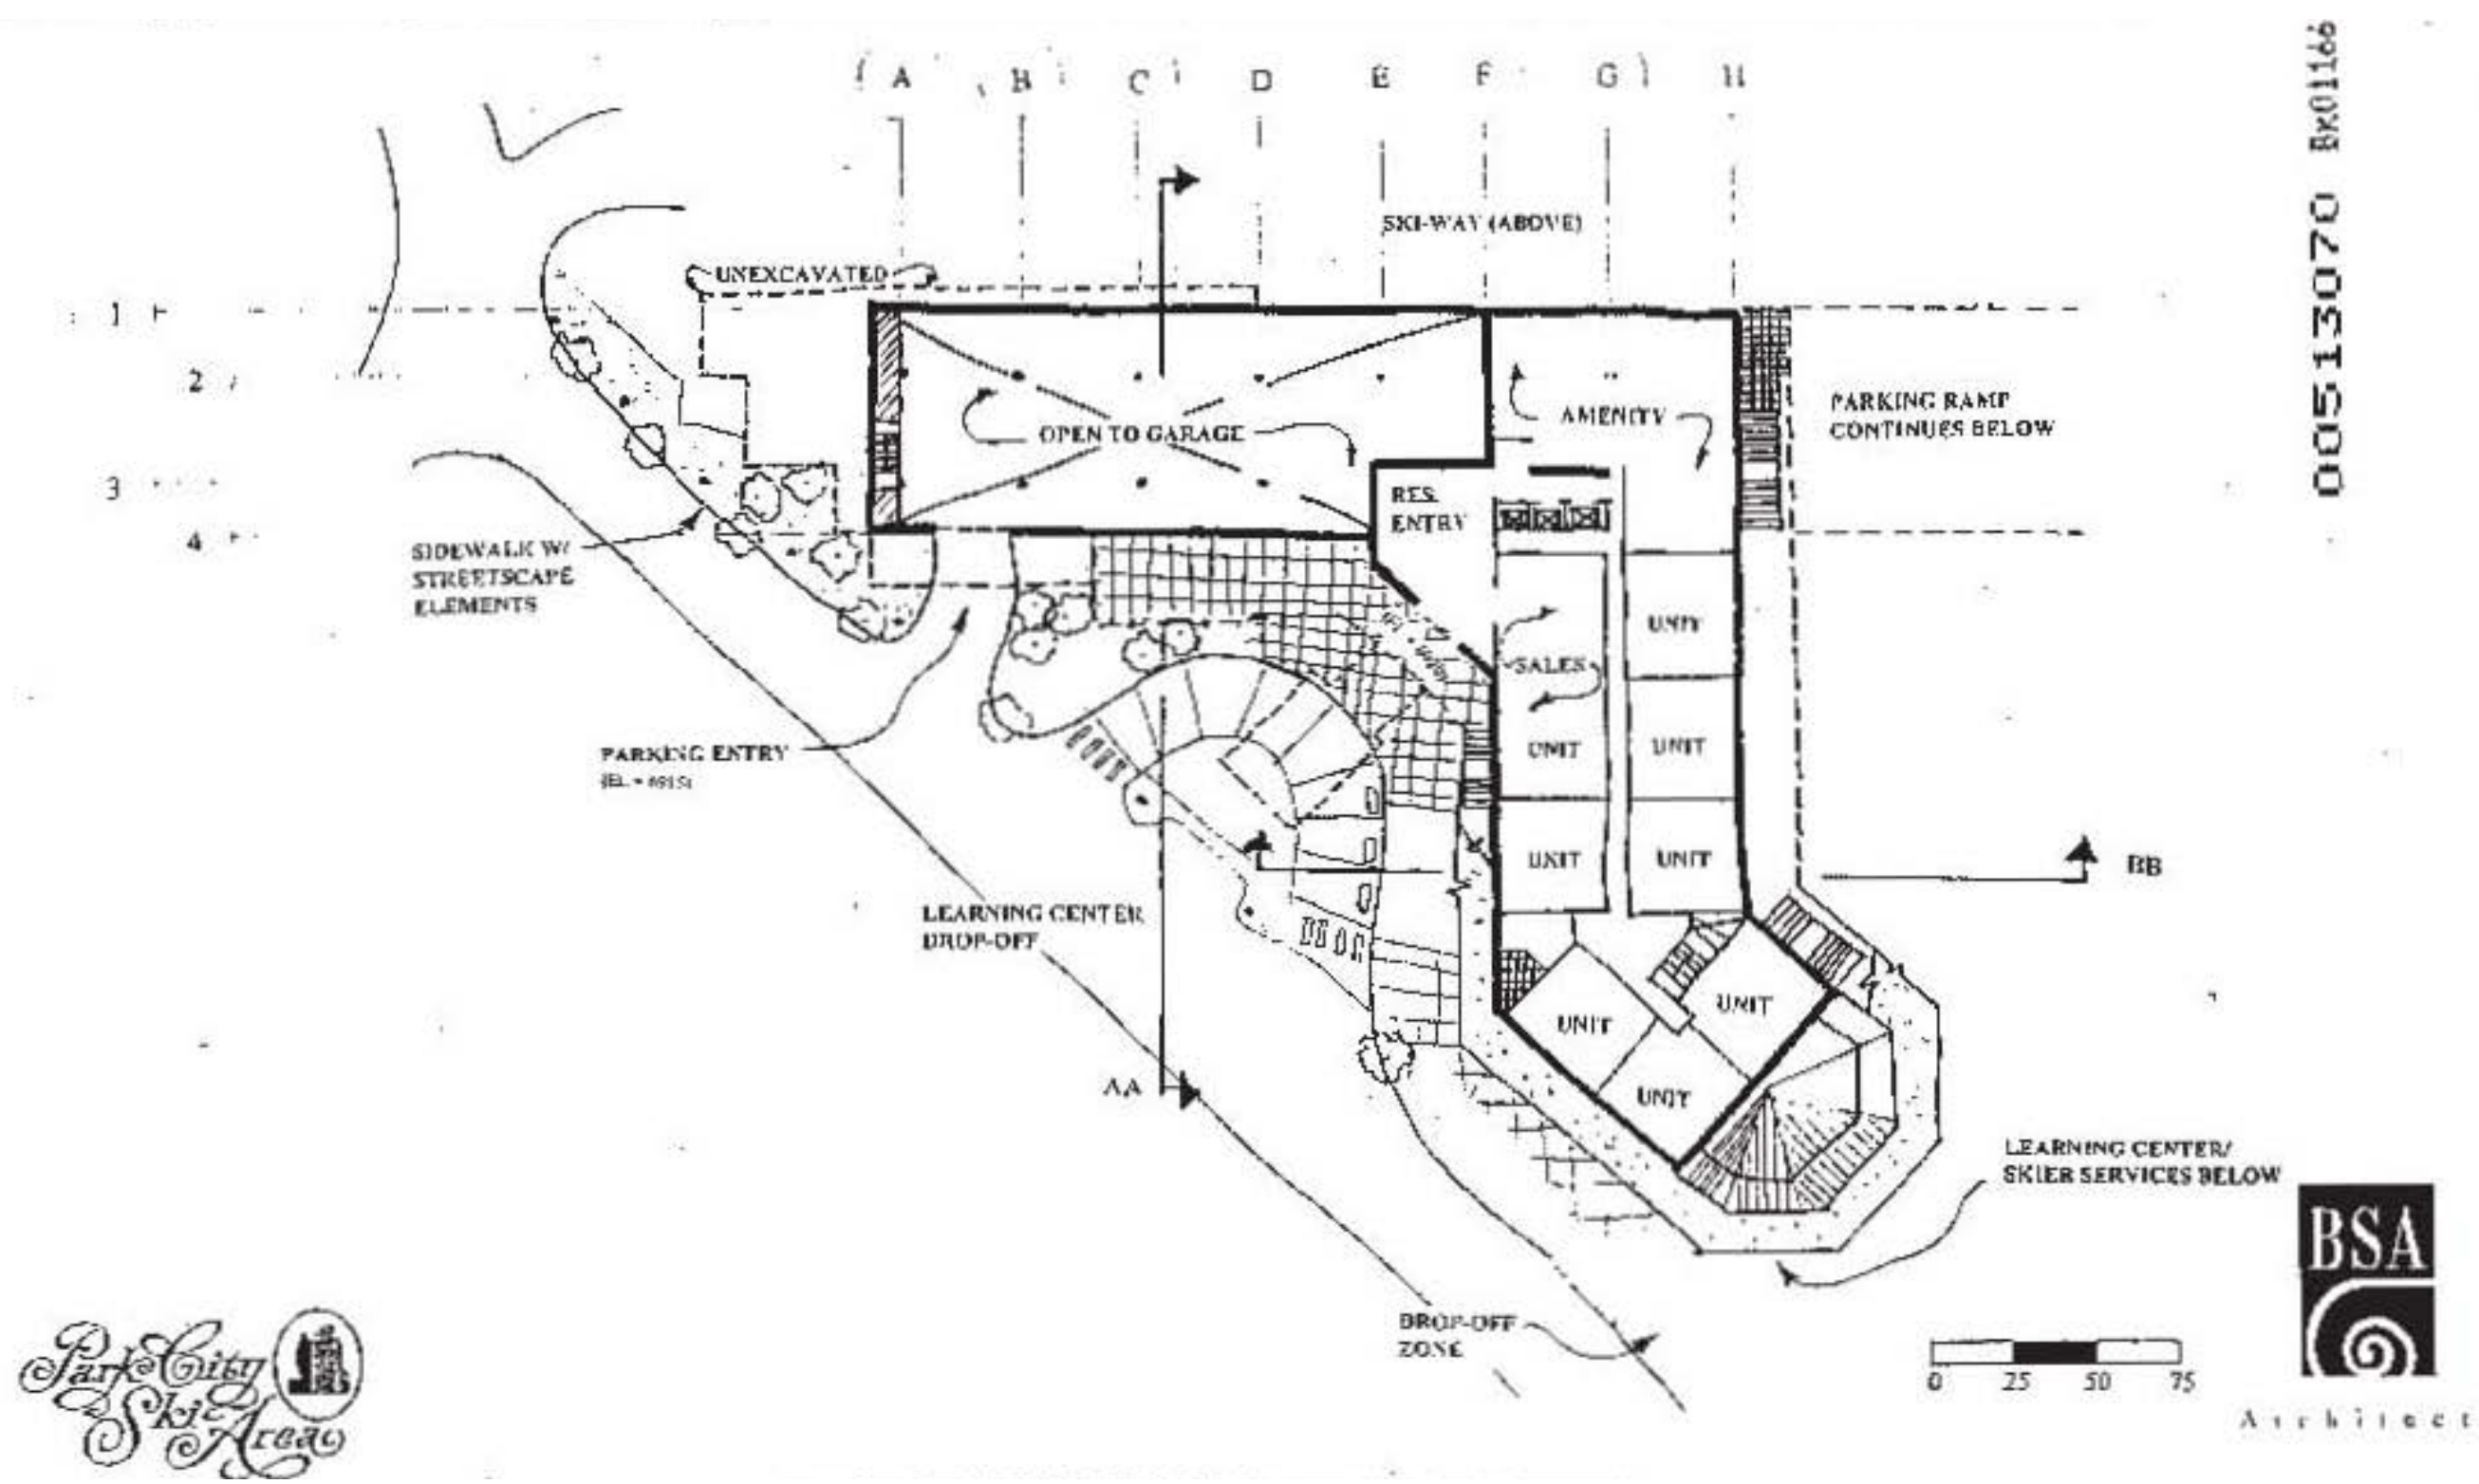 A B C D E F G H
00513070 BK01166
SKI-WAY (ABOVE)
UNEXCAVATED
1
2
3
4
PARKING RAMP
CONTINUES BELOW
AMENITY
OPEN TO GARAGE
RES.
ENTRY
SIDEWALK W/
STREETSCAPE
ELEMENTS
UNIT
SALES
PARKING ENTRY
UNIT
UNIT
UNIT
UNIT
BB
LEARNING CENTER
DROP-OFF
UNIT
UNIT
UNIT
AA
LEARNING CENTER/
SKIER SERVICES BELOW
DROP-OFF
ZONE
0 25 50 75
BSA
Architect
Park City
Ski
Area